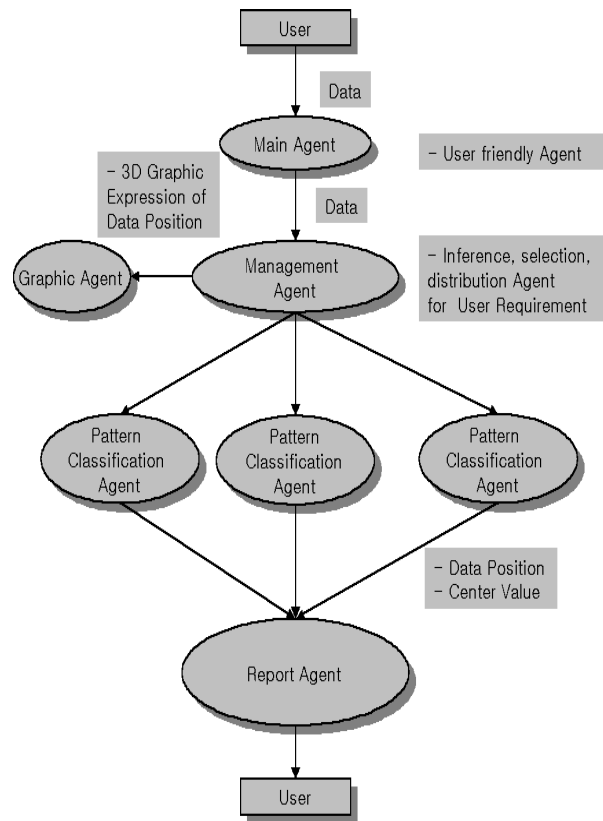 User
Data
Main Agent
– User friendly Agent
– 3D Graphic
Expression of
Data Position
Data
Graphic Agent
Management
Agent
– Inference, selection,
distribution Agent
for User Requirement
Pattern
Classification
Agent
Pattern
Classification
Agent
Pattern
Classification
Agent
– Data Position
– Center Value
Report Agent
User